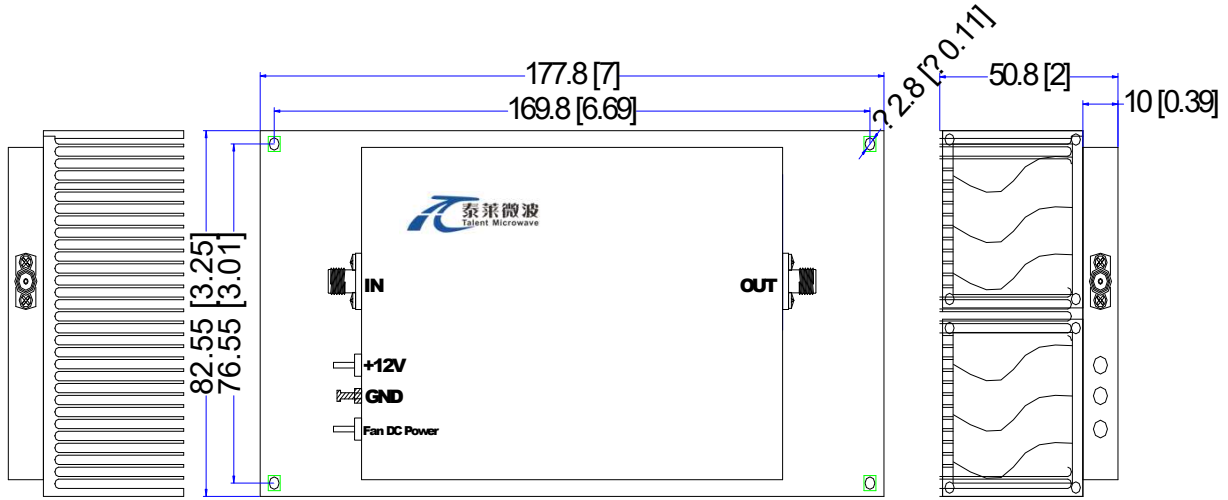 177.8 [7]
169.8 [6.69]
? 2.8 [? 0.11]
50.8 [2]
10 [0.39]
82.55 [3.25]
76.55 [3.01]
泰莱微波
Talent Microwave
IN
OUT
+12V
GND
Fan DC Power